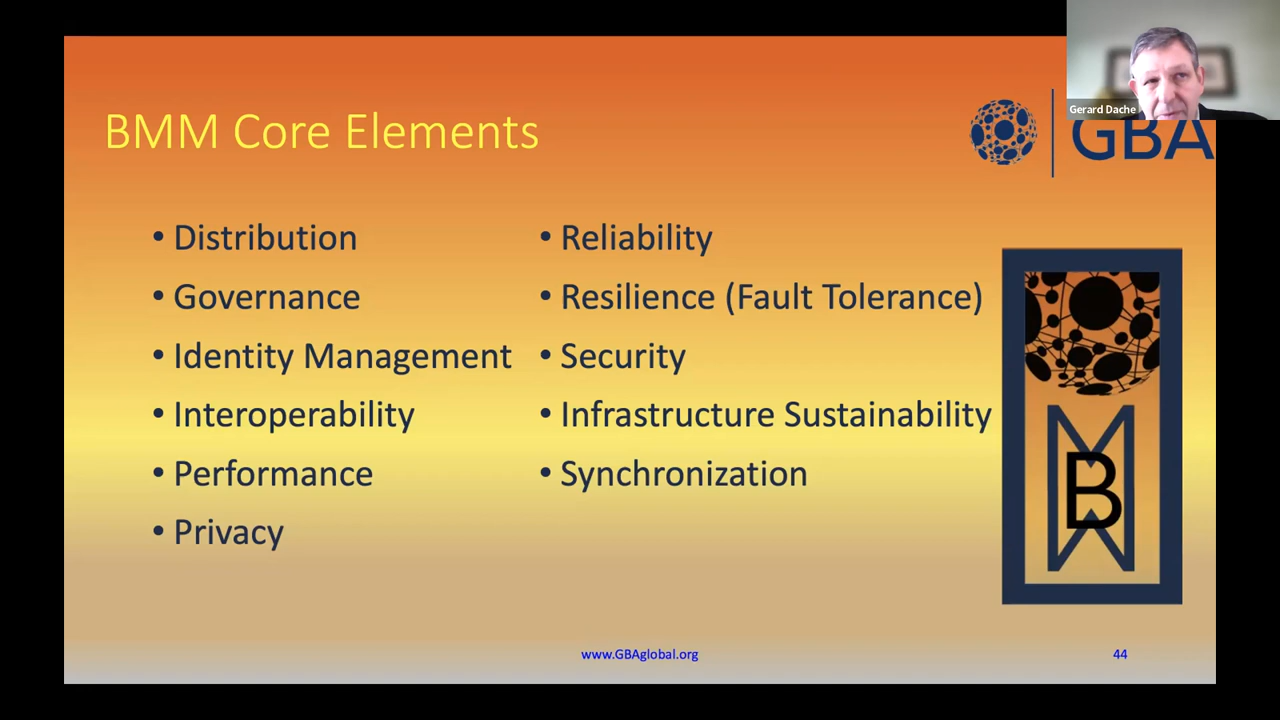 Gerard Dache
BMM Core Elements
GBA
• Distribution
• Governance
• Identity Management
• Interoperability
• Performance
• Privacy
• Reliability
• Resilience (Fault Tolerance)
• Security
• Infrastructure Sustainability
• Synchronization
B
www.GBAglobal.org
44